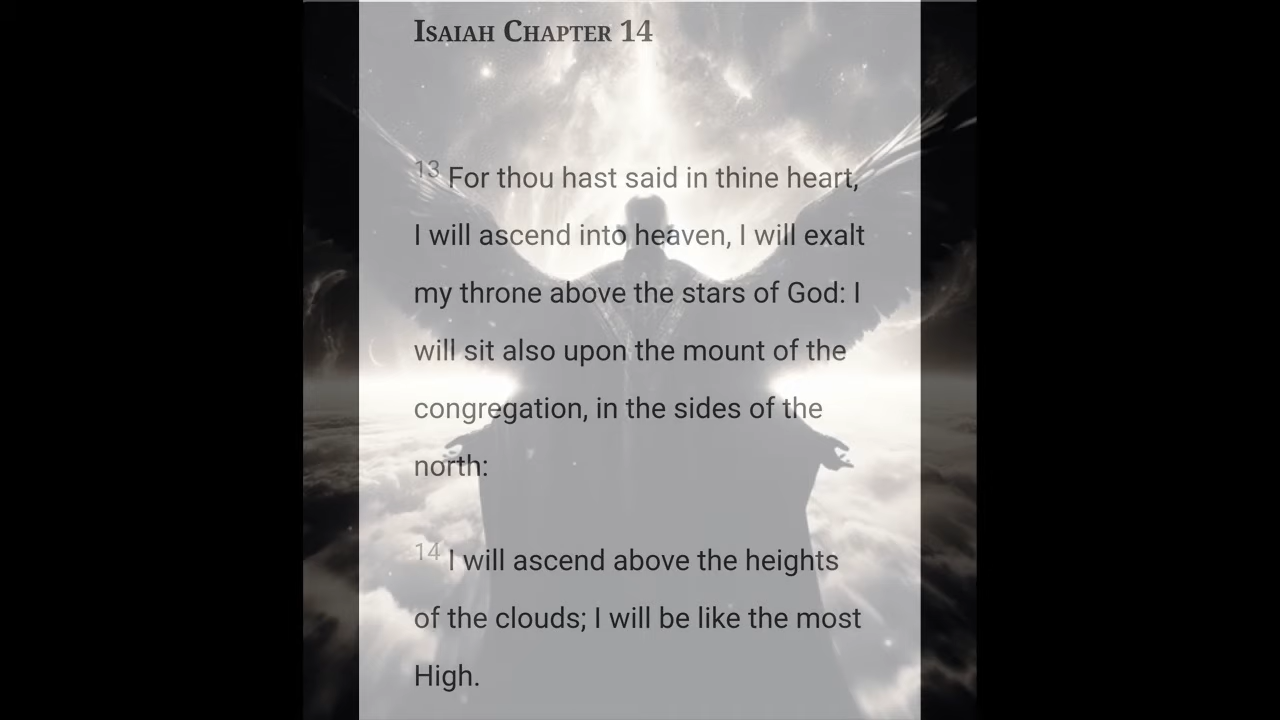 Isaiah Chapter 14
13 For thou hast said in thine heart,
I will ascend into heaven, I will exalt
my throne above the stars of God: I
will sit also upon the mount of the
congregation, in the sides of the
north:
14 I will ascend above the heights
of the clouds; I will be like the most
High.